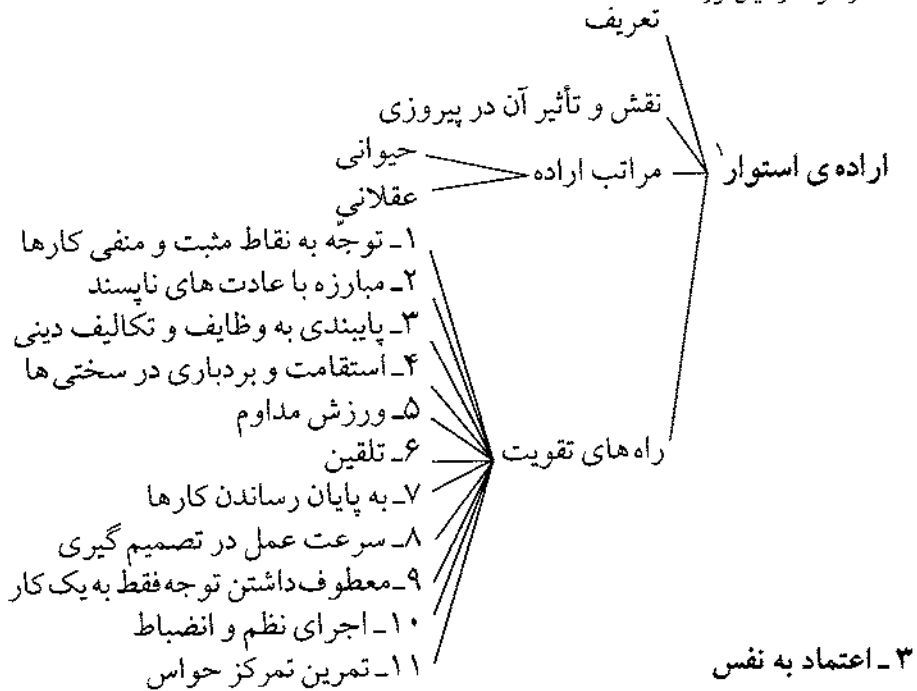 تعریف
نقش و تأثیر آن در پیروزی
اراده‌ی استوار۱
مراتب اراده
حیوانی
عقلانی
راه‌های تقویت
۱ـ توجّه به نقاط مثبت و منفی کارها
۲ـ مبارزه با عادت‌های ناپسند
۳ـ پایبندی به وظایف و تکالیف دینی
۴ـ استقامت و بردباری در سختی‌ها
۵ـ ورزش مداوم
۶ـ تلقین
۷ـ به پایان رساندن کارها
۸ـ سرعت عمل در تصمیم گیری
۹ـ معطوف داشتن توجه فقط به یک کار
۱۰ـ اجرای نظم و انضباط
۱۱ـ تمرین تمرکز حواس
۳ ـ اعتماد به نفس